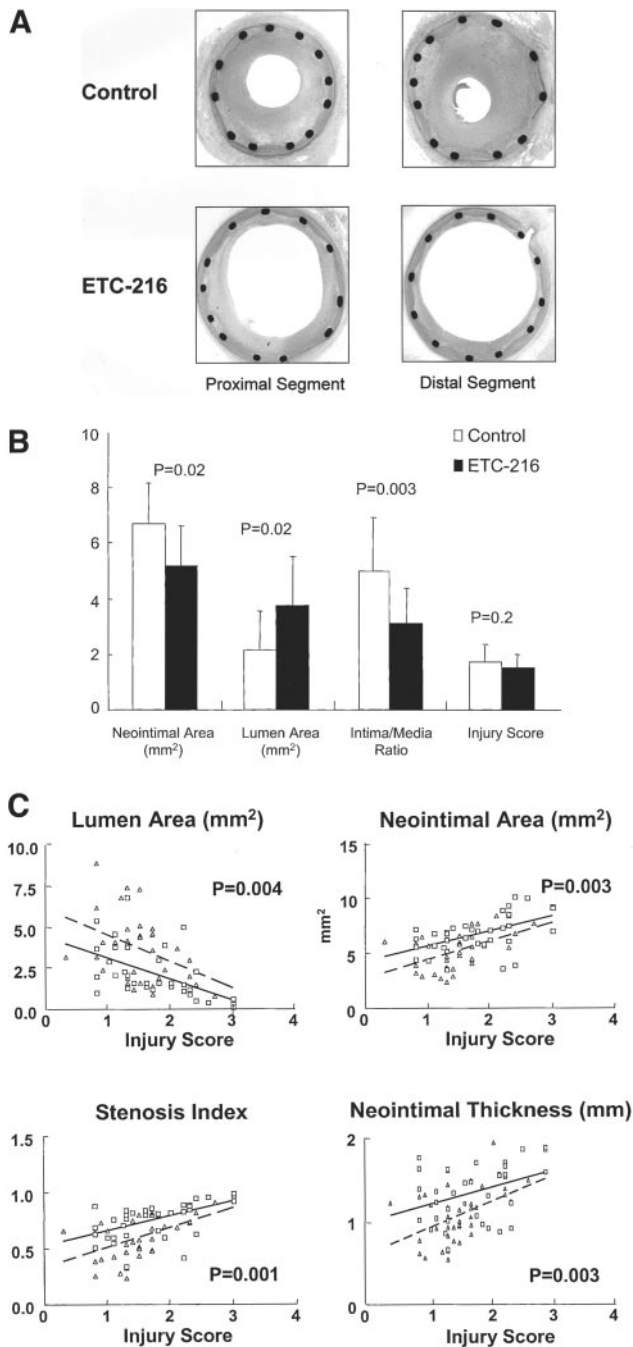 A
Control
ETC-216
Proximal Segment
Distal Segment
B
10
8
6
4
2
0
Control
ETC-216
P=0.02
P=0.02
P=0.003
P=0.2
Neointimal Area
(mm²)
Lumen Area
(mm²)
Intima/Media
Ratio
Injury Score
C
Lumen Area (mm²)
10.0
7.5
5.0
2.5
0.0
P=0.004
0 1 2 3 4
Injury Score
Neointimal Area (mm²)
15
10
5
0
mm²
P=0.003
0 1 2 3 4
Injury Score
Stenosis Index
1.5
1.0
0.5
0.0
P=0.001
0 1 2 3 4
Injury Score
Neointimal Thickness (mm)
2
1
0
P=0.003
0 1 2 3 4
Injury Score